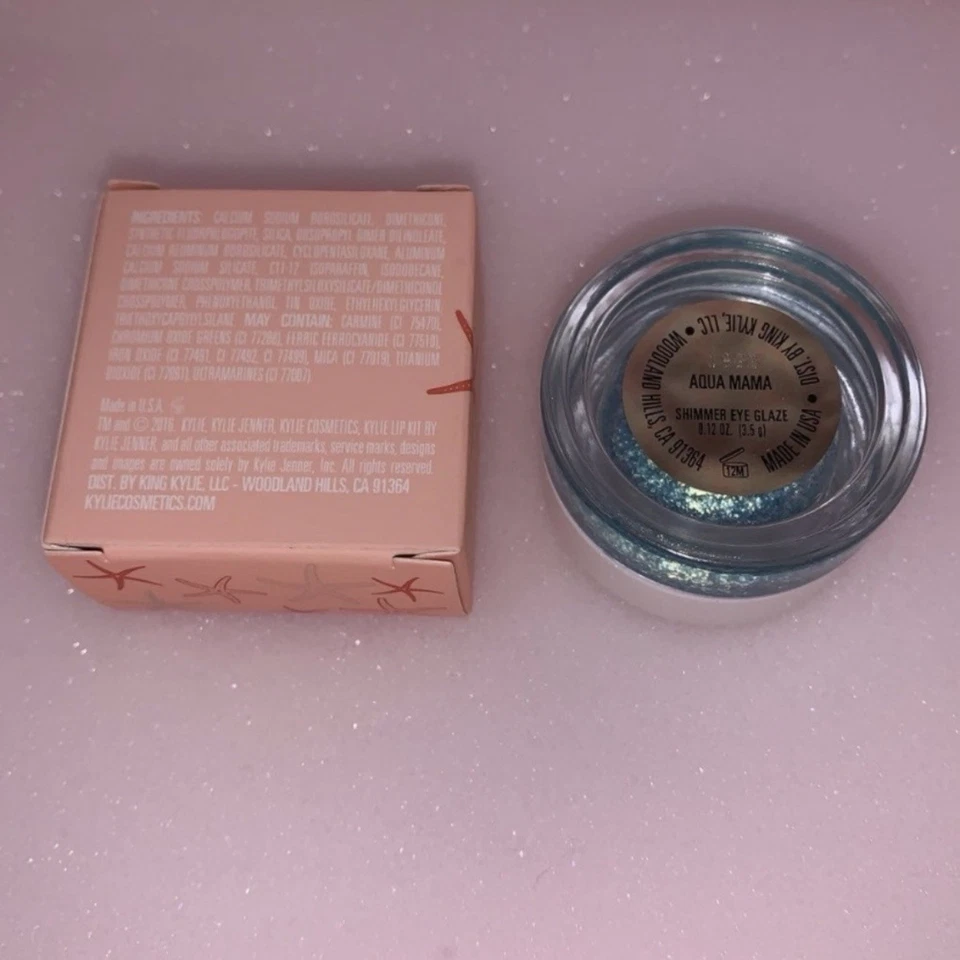 INGREDIENTS: CALCIUM SODIUM BOROSILICATE, DIMETHICONE,
SYNTHETIC FLUORPHLOGOPITE, SILICA, DIISOPROPYL DIMER DILINOLEATE,
CALCIUM ALUMINUM BOROSILICATE, CYCLOPENTASILOXANE, ALUMINUM
CALCIUM SODIUM SILICATE, C11-12 ISOPARAFFIN, ISODODECANE,
DIMETHICONE CROSSPOLYMER, TRIMETHYLSILOXYSILICATE/DIMETHICONOL
CROSSPOLYMER, PHENOXYETHANOL, TIN OXIDE, ETHYLHEXYLGLYCERIN,
TRIETHOXYCAPRYLYLSILANE. MAY CONTAIN: CARMINE (CI 75470),
CHROMIUM OXIDE GREENS (CI 77288), FERRIC FERROCYANIDE (CI 77510),
IRON OXIDE (CI 77491, CI 77492, CI 77499), MICA (CI 77019), TITANIUM
DIOXIDE (CI 77891), ULTRAMARINES (CI 77007).
Made in U.S.A.
TM and © KYLIE, KYLIE JENNER, KYLIE COSMETICS, KYLIE LIP KIT BY
KYLIE JENNER, and all other associated trademarks, service marks, designs
and images are owned solely by Kylie Jenner, Inc. All rights reserved.
DIST. BY KING KYLIE, LLC - WOODLAND HILLS, CA 91364
KYLIECOSMETICS.COM
DIST. BY KING KYLIE, LLC • WOODLAND HILLS, CA 91364
MADE IN USA •
AQUA MAMA
SHIMMER EYE GLAZE
0.12 OZ. (3.5 g)
12M